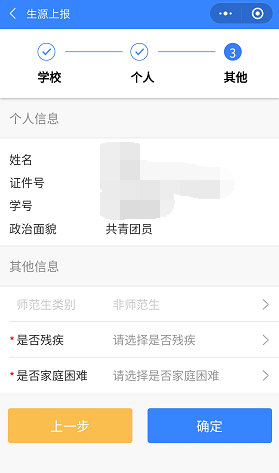 生源上报
3
学校 个人 其他
个人信息
姓名
证件号
学号
政治面貌 共青团员
其他信息
师范生类别 非师范生
*是否残疾 请选择是否残疾
*是否家庭困难 请选择是否家庭困难
上一步 确定